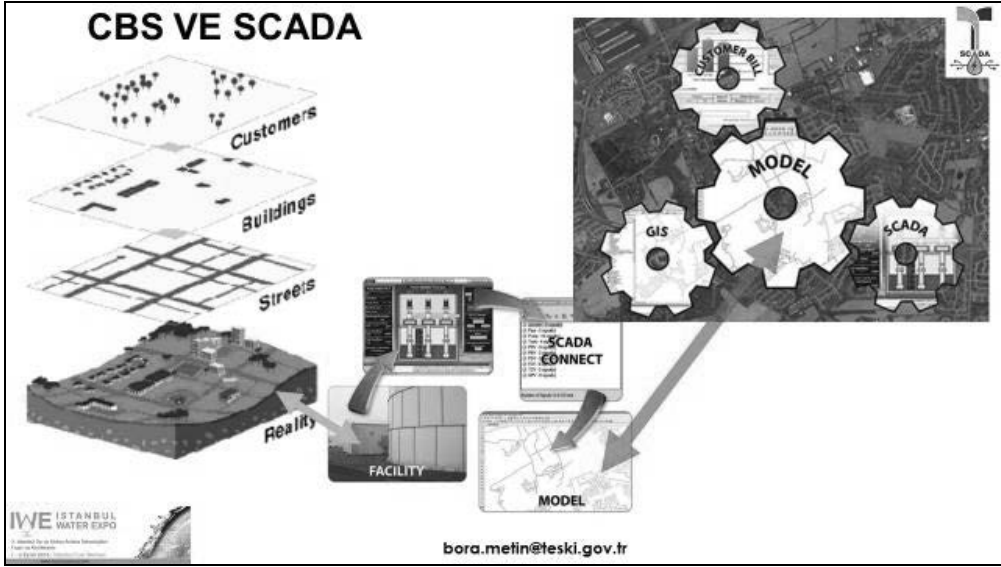 CBS VE SCADA
SCADA
CUSTOMER BILL
MODEL
GIS
SCADA
Customers
Buildings
Streets
Reality
SCADA
CONNECT
FACILITY
MODEL
IWE ISTANBUL
WATER EXPO
bora.metin@teski.gov.tr